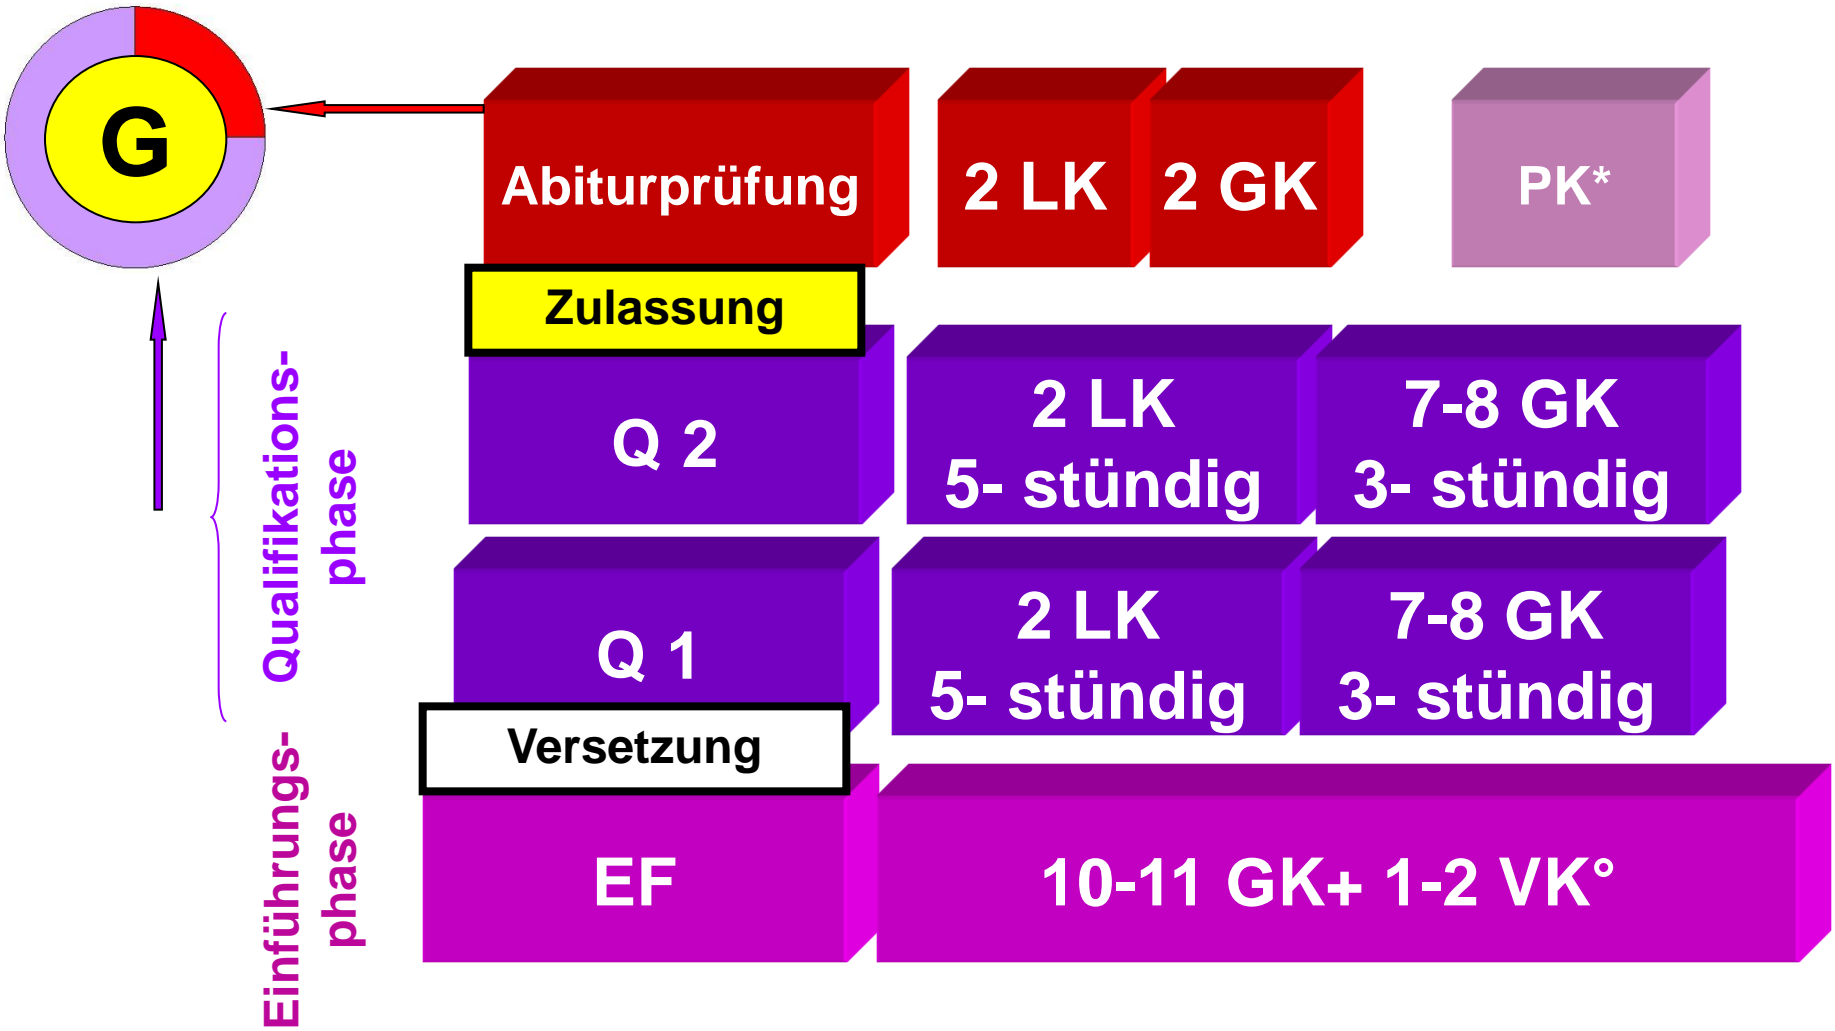 G
Abiturprüfung
2 LK
2 GK
PK*
Zulassung
Qualifikations-
phase
Q 2
2 LK
5- stündig
7-8 GK
3- stündig
Q 1
2 LK
5- stündig
7-8 GK
3- stündig
Versetzung
Einführungs-
phase
EF
10-11 GK+ 1-2 VK°